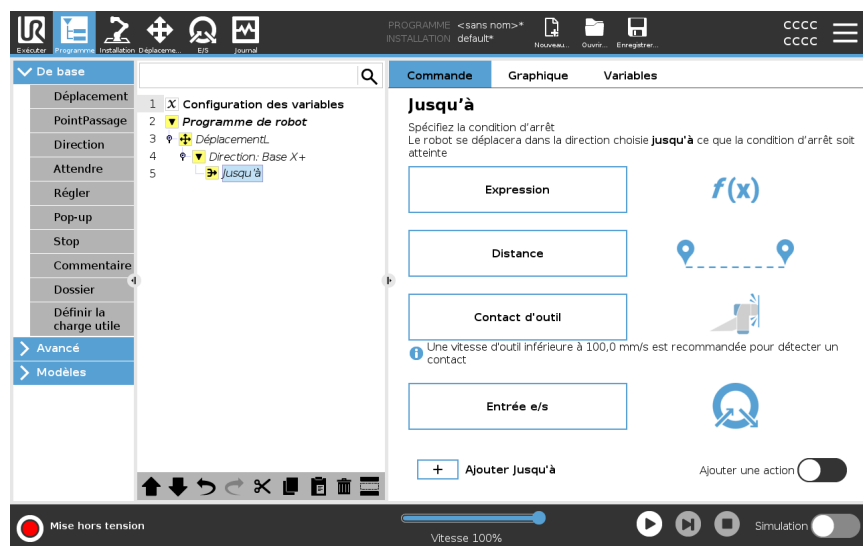 PROGRAMME <sans nom>*
INSTALLATION default*
CCCC
CCCC
Exécuter Programme Installation Déplaceme... E/S Journal Nouveau... Ouvrir... Enregistrer...
De base
Déplacement
PointPassage
Direction
Attendre
Régler
Pop-up
Stop
Commentaire
Dossier
Définir la
charge utile
Avancé
Modèles
1 X Configuration des variables
2 Programme de robot
3 DéplacementL
4 Direction: Base X+
5 Jusqu'à
Commande Graphique Variables
Jusqu'à
Spécifiez la condition d'arrêt
Le robot se déplacera dans la direction choisie jusqu'à ce que la condition d'arrêt soit
atteinte
Expression
f(x)
Distance
Contact d'outil
Une vitesse d'outil inférieure à 100,0 mm/s est recommandée pour détecter un
contact
Entrée e/s
+ Ajouter Jusqu'à Ajouter une action
Mise hors tension
Vitesse 100%
Simulation